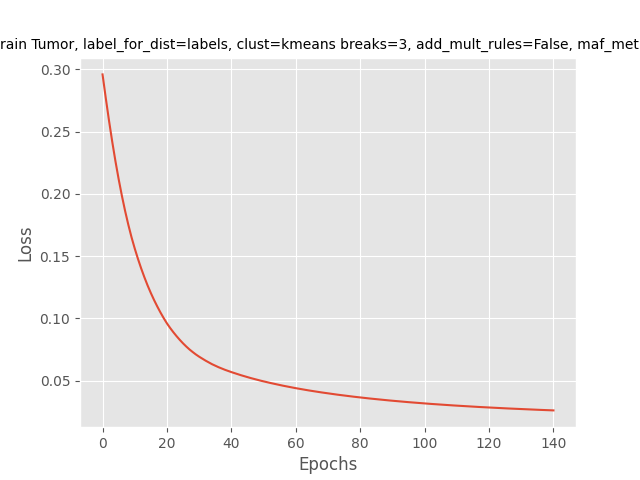 rain Tumor, label_for_dist=labels, clust=kmeans breaks=3, add_mult_rules=False, maf_met
0.30
0.25
0.20
0.15
0.10
0.05
Loss
0 20 40 60 80 100 120 140
Epochs